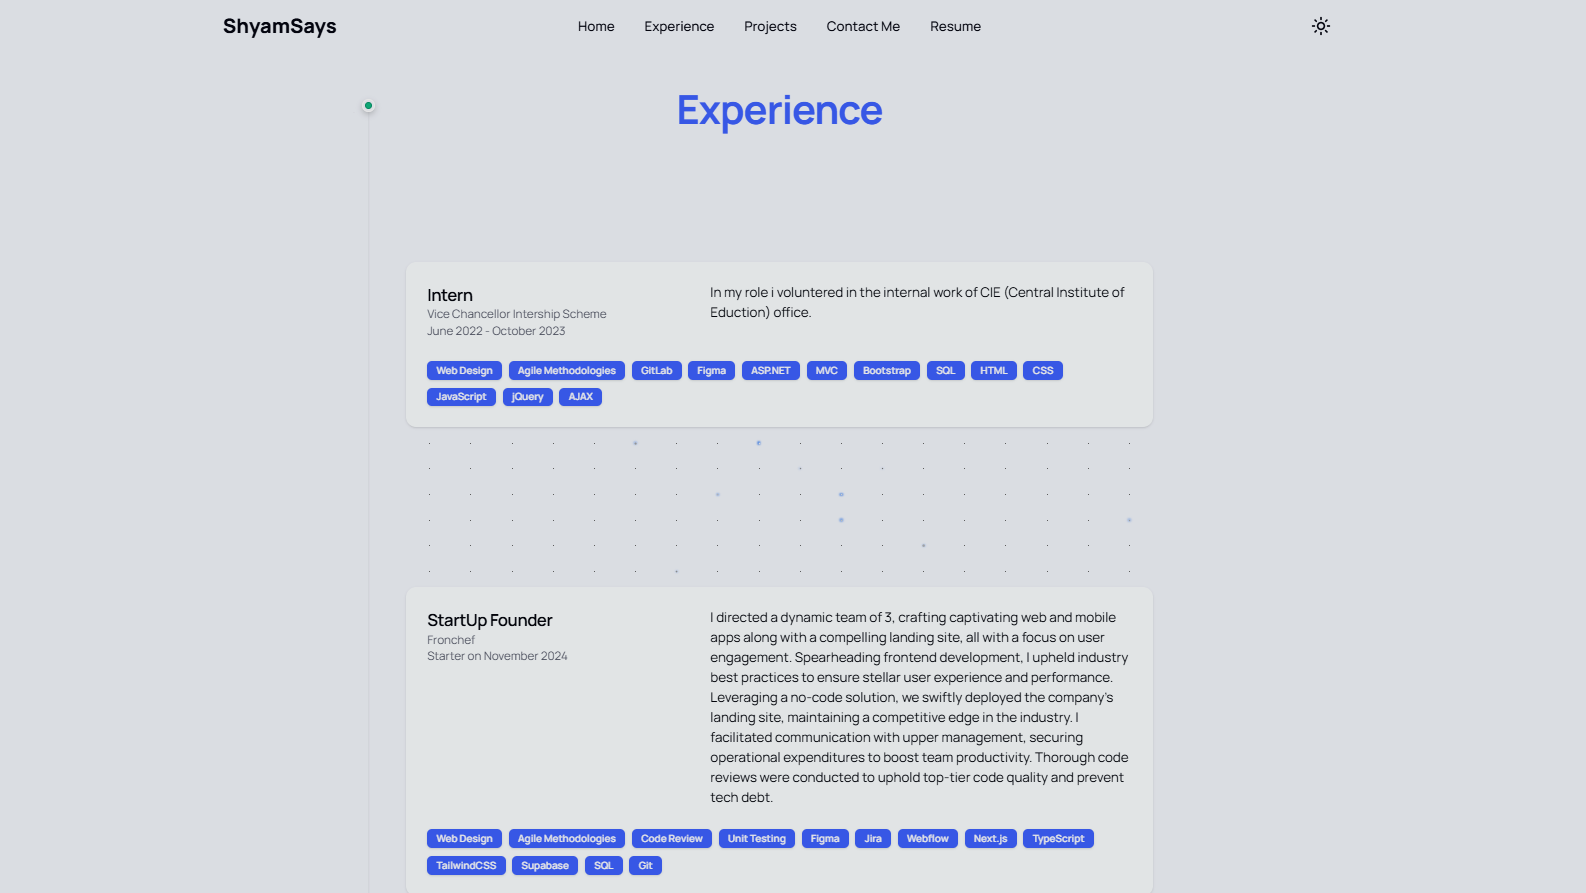 ShyamSays
Home Experience Projects Contact Me Resume
Experience
Intern
Vice Chancellor Intership Scheme
June 2022 - October 2023
In my role i voluntered in the internal work of CIE (Central Institute of
Eduction) office.
Web Design Agile Methodologies GitLab Figma ASP.NET MVC Bootstrap SQL HTML CSS
JavaScript jQuery AJAX
StartUp Founder
Fronchef
Starter on November 2024
I directed a dynamic team of 3, crafting captivating web and mobile
apps along with a compelling landing site, all with a focus on user
engagement. Spearheading frontend development, I upheld industry
best practices to ensure stellar user experience and performance.
Leveraging a no-code solution, we swiftly deployed the company's
landing site, maintaining a competitive edge in the industry. I
facilitated communication with upper management, securing
operational expenditures to boost team productivity. Thorough code
reviews were conducted to uphold top-tier code quality and prevent
tech debt.
Web Design Agile Methodologies Code Review Unit Testing Figma Jira Webflow Next.js TypeScript
TailwindCSS Supabase SQL Git